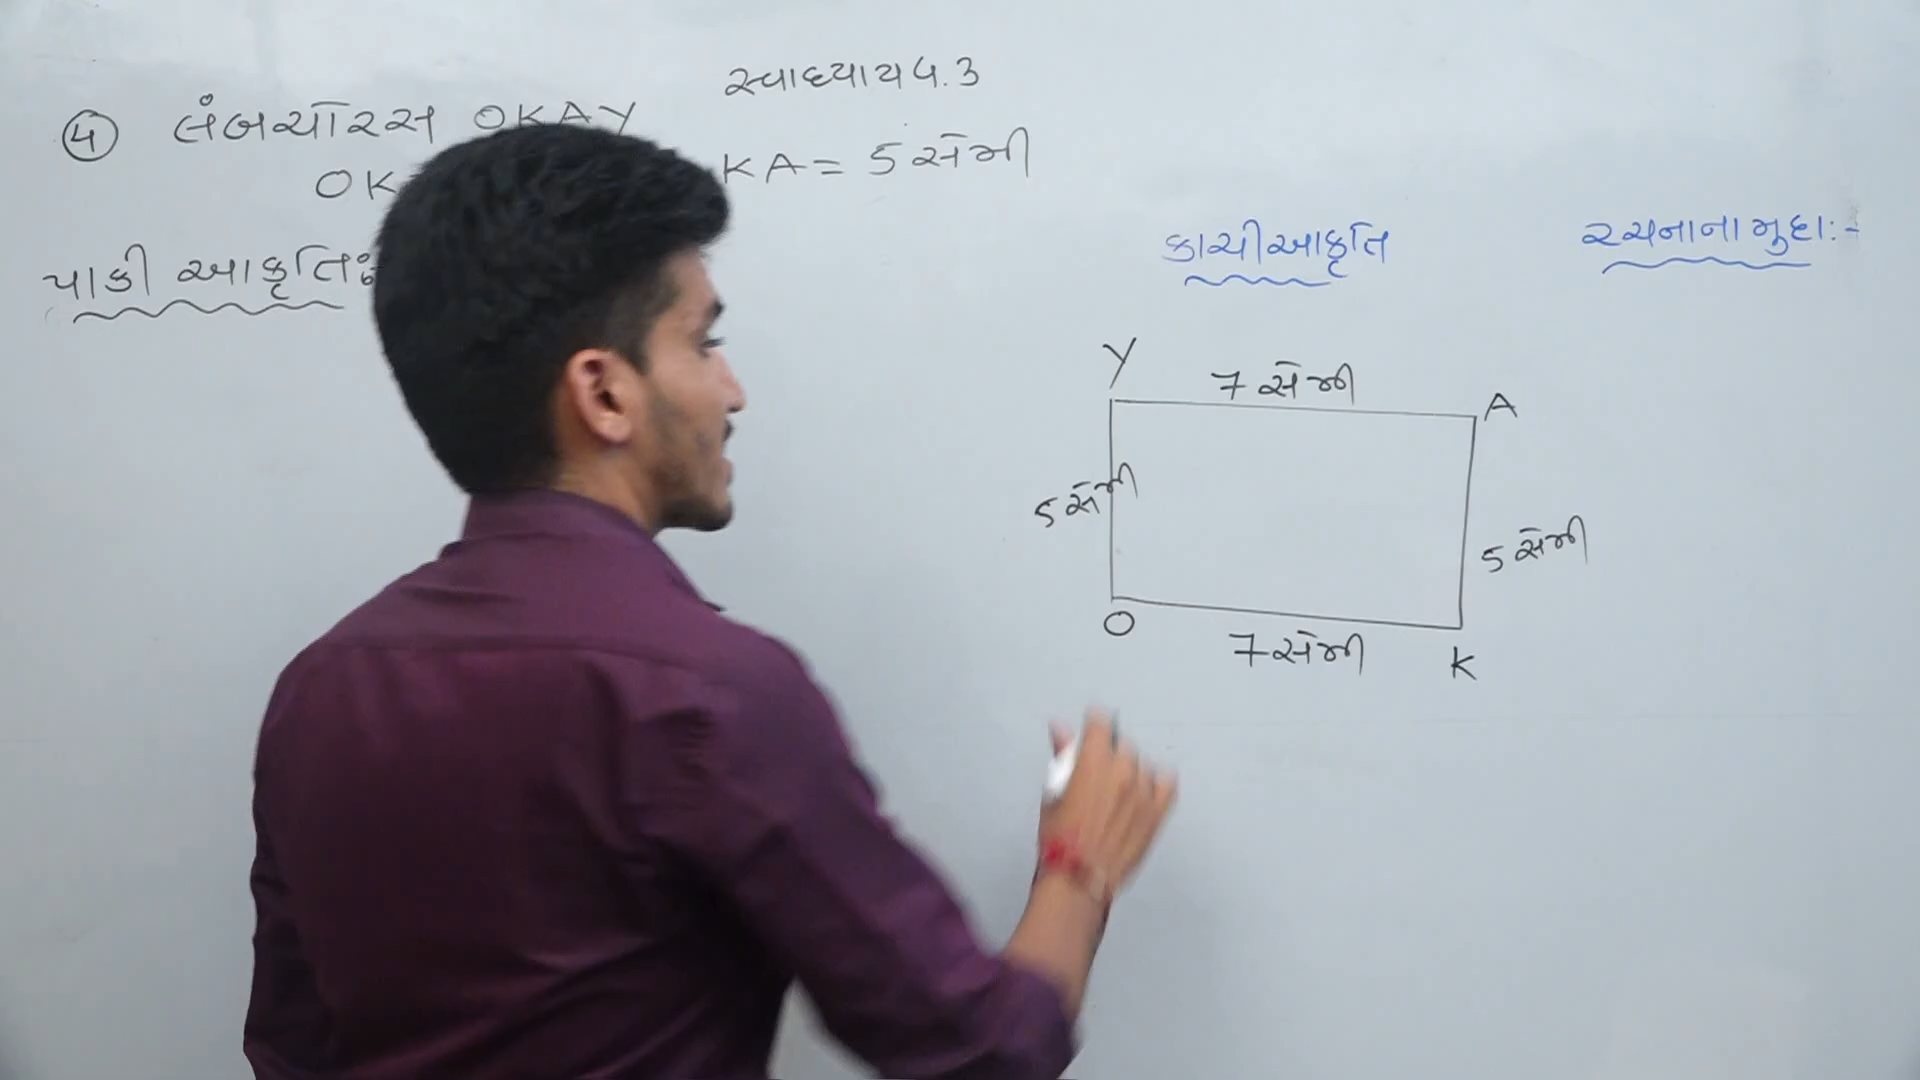 સ્વાધ્યાય 4.3
④ લંબચોરસ OKAY
OK KA = 5 સેમી
પાકી આકૃતિ:
કાચી આકૃતિ
રચનાના મુદ્દા:-
Y 7 સેમી A
5 સેમી
5 સેમી
O 7 સેમી K